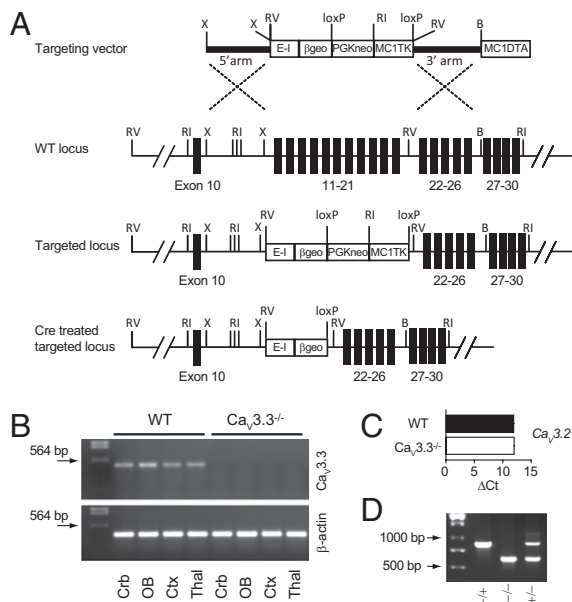 A
Targeting vector
X
X
RV
loxP
RI
loxP
RV
B
E-I
βgeo
PGKneo
MC1TK
MC1DTA
5'arm
3' arm
WT locus
RV
RI
X
RI
X
RV
B
RI
Exon 10
11-21
22-26
27-30
Targeted locus
RV
RI
X
RI
X
RV
loxP
RI
loxP
RV
B
RI
E-I
βgeo
PGKneo
MC1TK
Exon 10
22-26
27-30
Cre treated
targeted locus
RV
RI
X
RI
X
RV
loxP
RV
B
RI
E-I
βgeo
Exon 10
22-26
27-30
B
WT
CaV3.3-/-
564 bp
CaV3.3
564 bp
β-actin
Crb
OB
Ctx
Thal
Crb
OB
Ctx
Thal
C
WT
CaV3.3-/-
CaV3.2
0 5 10 15
ΔCt
D
1000 bp
500 bp
-/+
-/-
+/-